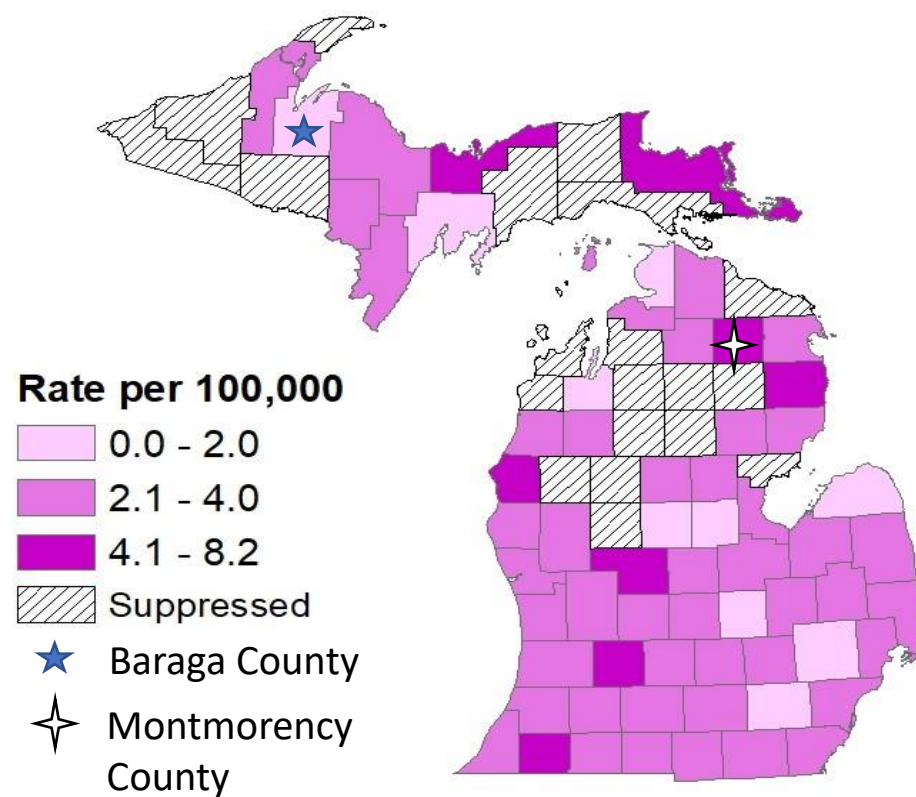 Rate per 100,000
0.0 - 2.0
2.1 - 4.0
4.1 - 8.2
Suppressed
Baraga County
Montmorency
County